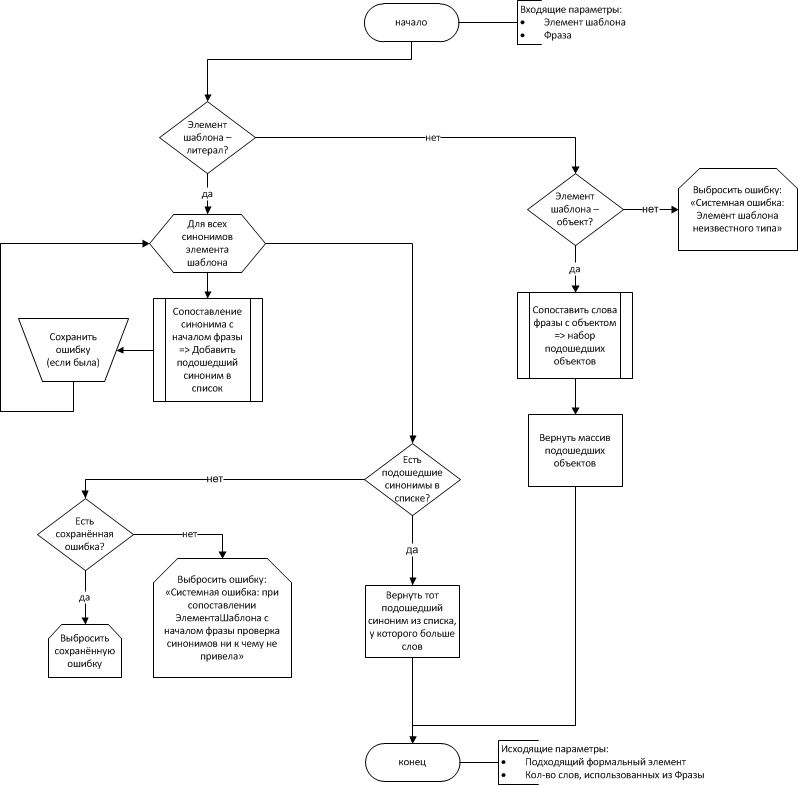 начало
Входящие параметры:
• Элемент шаблона
• Фраза
Элемент
шаблона –
литерал?
нет
да
Элемент
шаблона –
объект?
нет
Выбросить ошибку:
«Системная ошибка:
Элемент шаблона
неизвестного типа»
Для всех
синонимов
элемента
шаблона
да
Сопоставление
синонима с
началом фразы
=> Добавить
подошедший
синоним в
список
Сохранить
ошибку
(если была)
Сопоставить слова
фразы с объектом
=> набор
подошедших
объектов
Вернуть массив
подошедших
объектов
Есть
подошедшие
синонимы в
списке?
нет
Есть
сохранённая
ошибка?
нет
да
да
Выбросить ошибку:
«Системная ошибка: при
сопоставлении
ЭлементаШаблона с
началом фразы проверка
синонимов ни к чему не
привела»
Вернуть тот
подошедший
синоним из списка,
у которого больше
слов
Выбросить
сохранённую
ошибку
конец
Исходящие параметры:
• Подходящий формальный элемент
• Кол-во слов, использованных из Фразы